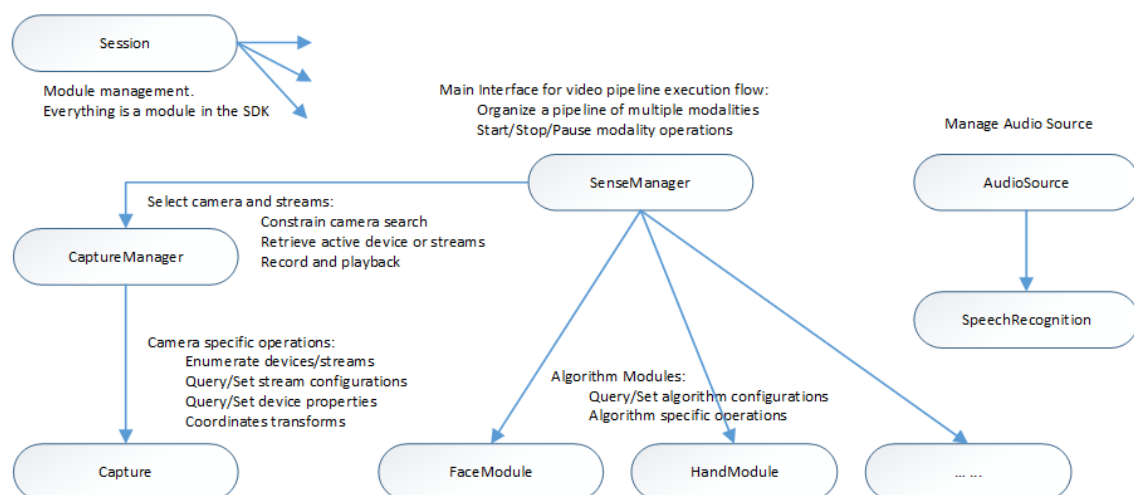 Session
Module management.
Everything is a module in the SDK
Main Interface for video pipeline execution flow:
Organize a pipeline of multiple modalities
Start/Stop/Pause modality operations
Manage Audio Source
SenseManager
AudioSource
Select camera and streams:
Constrain camera search
Retrieve active device or streams
Record and playback
CaptureManager
SpeechRecognition
Camera specific operations:
Enumerate devices/streams
Query/Set stream configurations
Query/Set device properties
Coordinates transforms
Algorithm Modules:
Query/Set algorithm configurations
Algorithm specific operations
Capture
FaceModule
HandModule
... ...